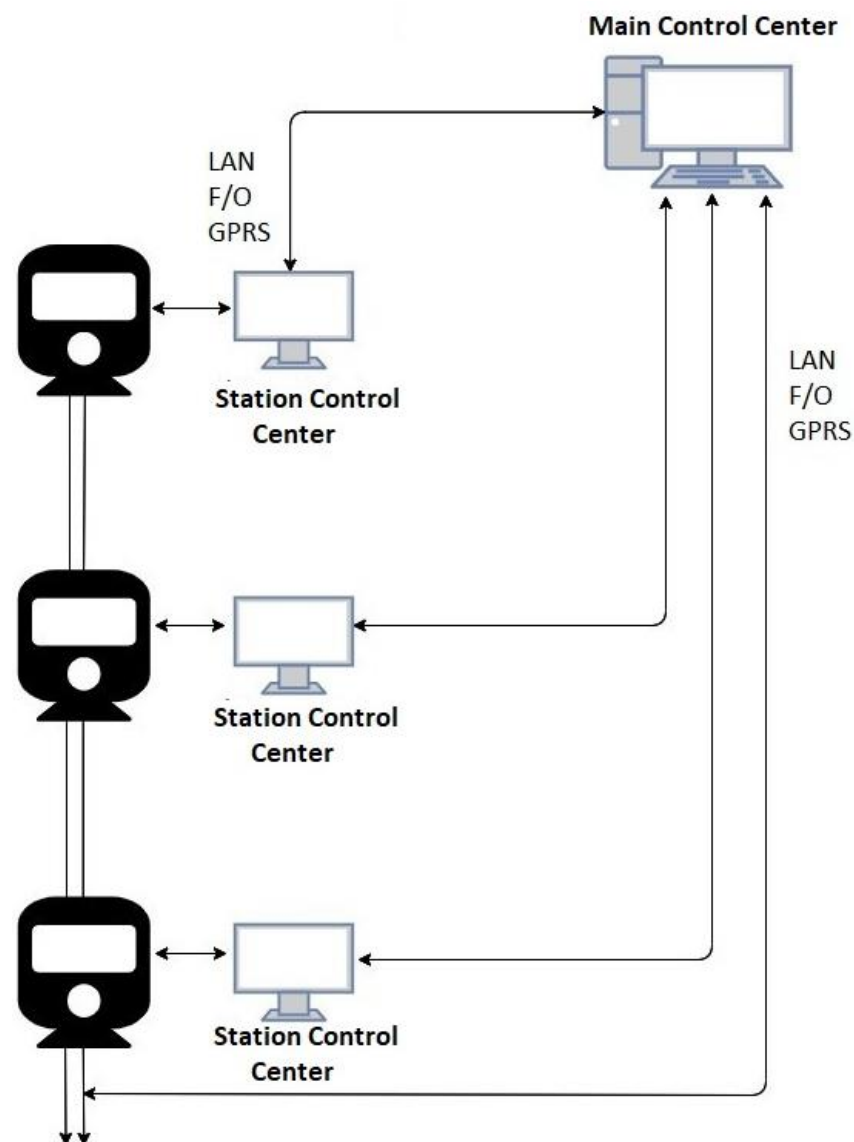 Main Control Center
LAN
F/O
GPRS
Station Control
Center
LAN
F/O
GPRS
Station Control
Center
Station Control
Center